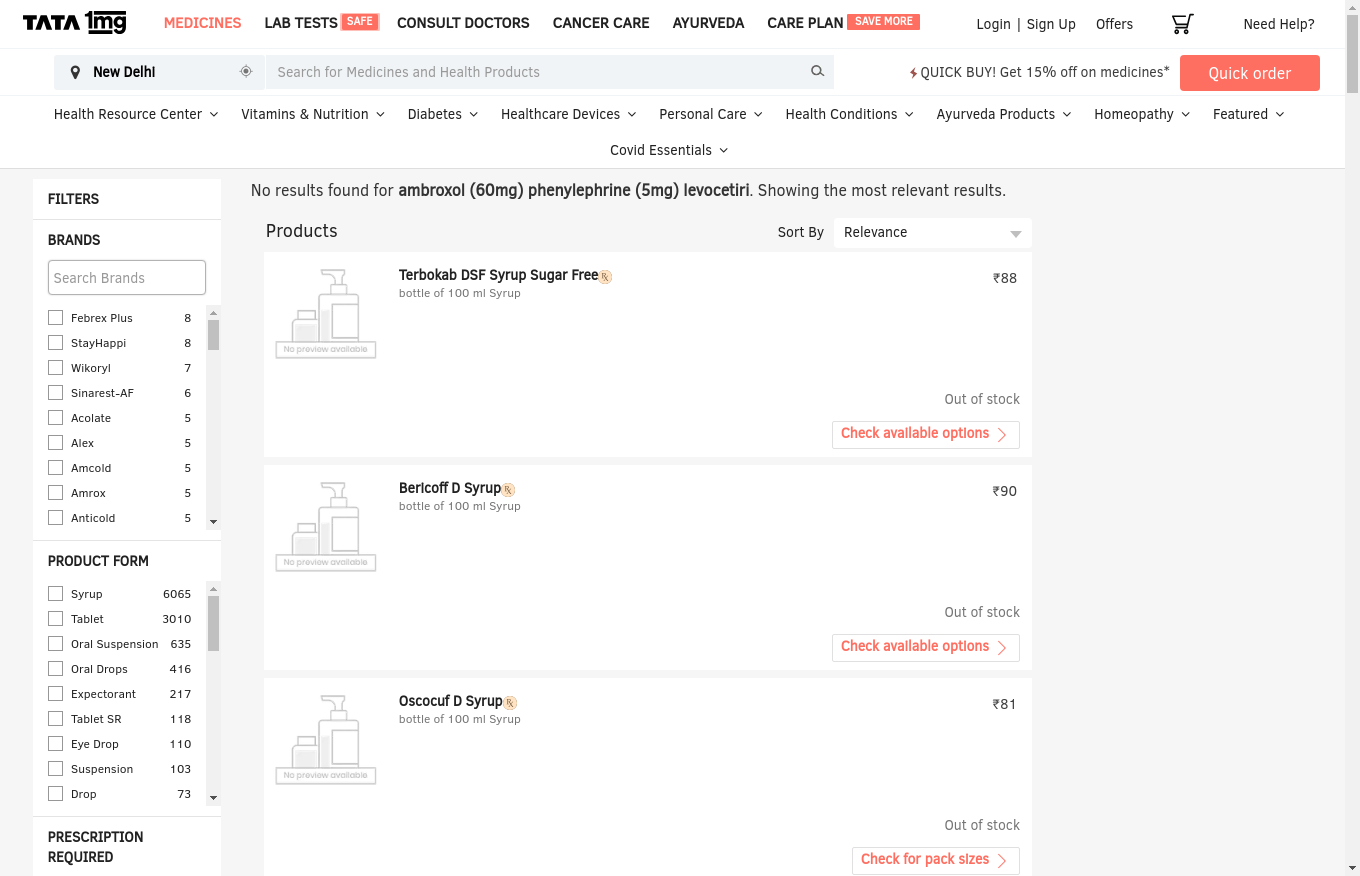 TATA 1mg MEDICINES LAB TESTS SAFE CONSULT DOCTORS CANCER CARE AYURVEDA CARE PLAN SAVE MORE Login | Sign Up Offers Need Help?
New Delhi Search for Medicines and Health Products QUICK BUY! Get 15% off on medicines* Quick order
Health Resource Center Vitamins & Nutrition Diabetes Healthcare Devices Personal Care Health Conditions Ayurveda Products Homeopathy Featured
Covid Essentials
FILTERS
BRANDS
Search Brands
Febrex Plus 8
StayHappi 8
Wikoryl 7
Sinarest-AF 6
Acolate 5
Alex 5
Amcold 5
Amrox 5
Anticold 5
PRODUCT FORM
Syrup 6065
Tablet 3010
Oral Suspension 635
Oral Drops 416
Expectorant 217
Tablet SR 118
Eye Drop 110
Suspension 103
Drop 73
PRESCRIPTION
REQUIRED
No results found for ambroxol (60mg) phenylephrine (5mg) levocetiri. Showing the most relevant results.
Products Sort By Relevance
Terbokab DSF Syrup Sugar Free Rx ₹88
bottle of 100 ml Syrup
No preview available
Out of stock
Check available options
Bericoff D Syrup Rx ₹90
bottle of 100 ml Syrup
No preview available
Out of stock
Check available options
Oscocuf D Syrup Rx ₹81
bottle of 100 ml Syrup
No preview available
Out of stock
Check for pack sizes